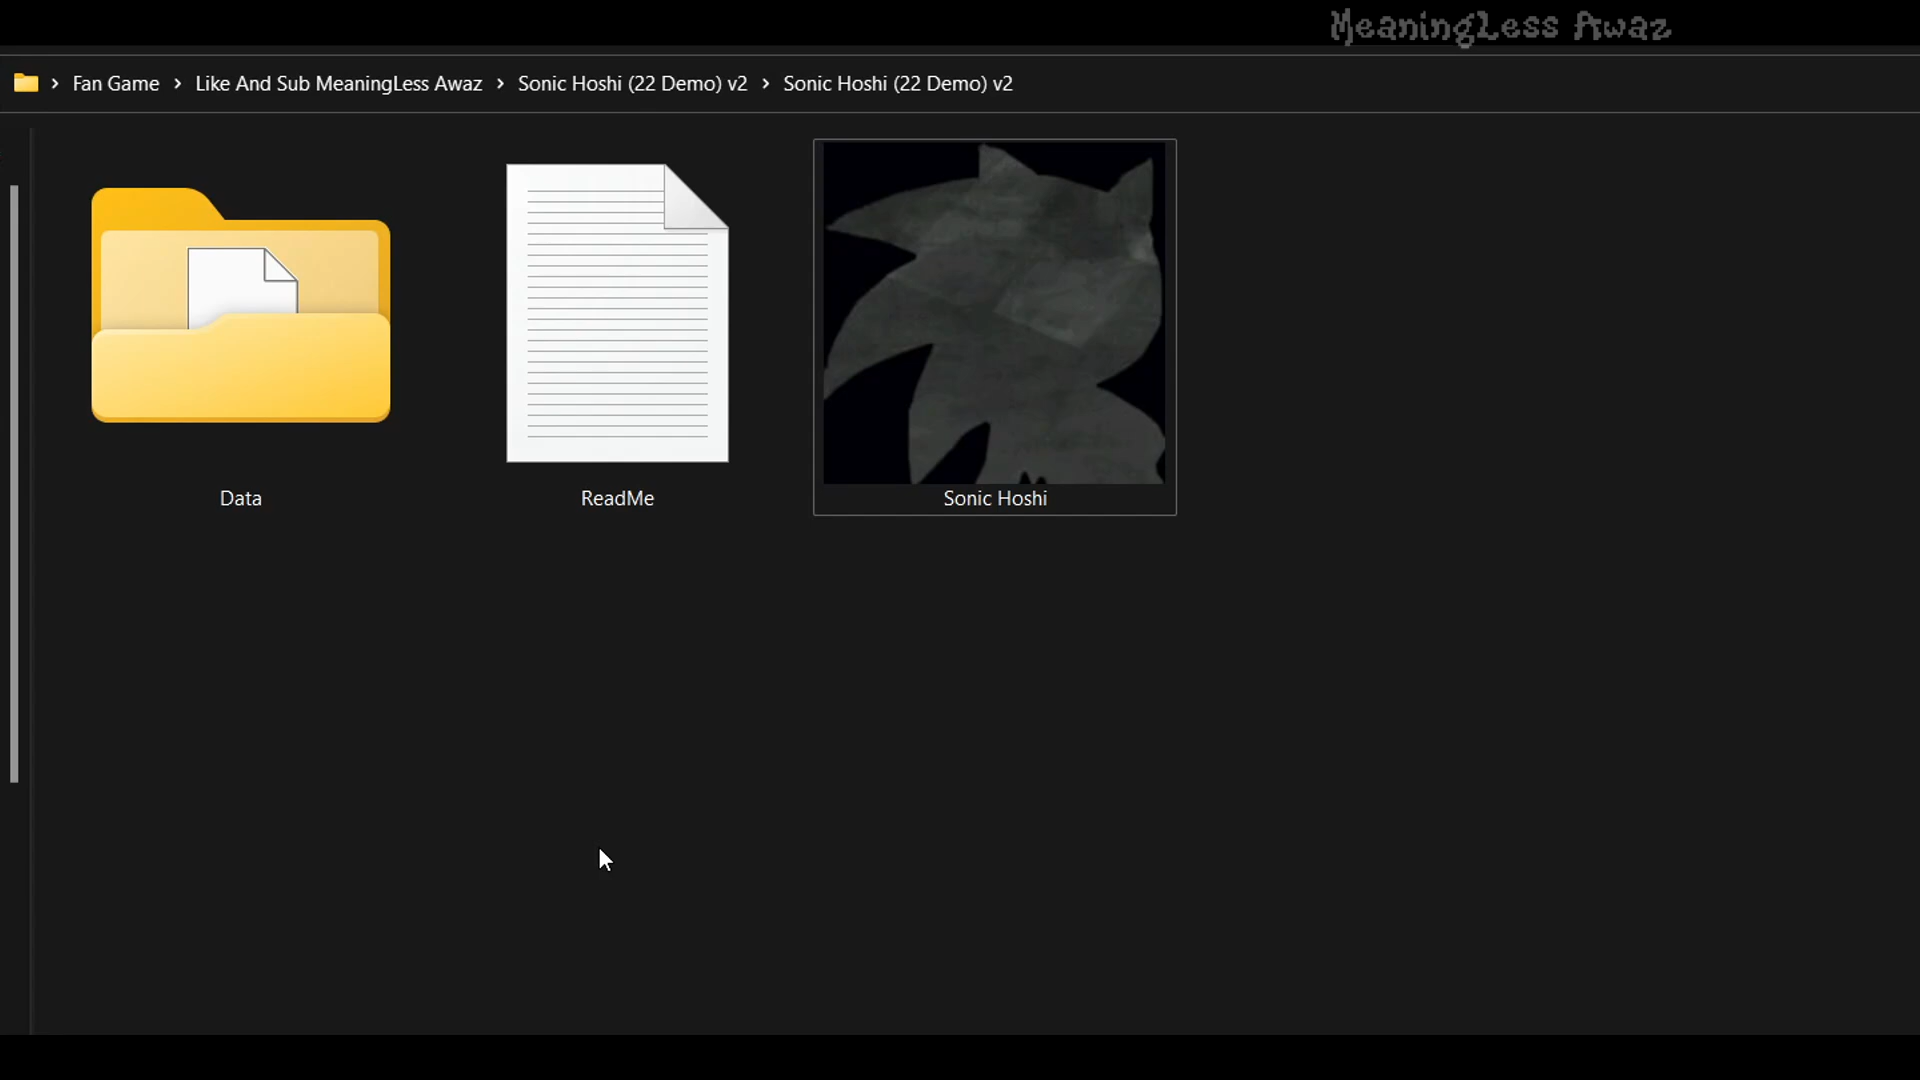 MeaningLess Awaz
Fan Game > Like And Sub MeaningLess Awaz > Sonic Hoshi (22 Demo) v2 > Sonic Hoshi (22 Demo) v2
Data
ReadMe
Sonic Hoshi